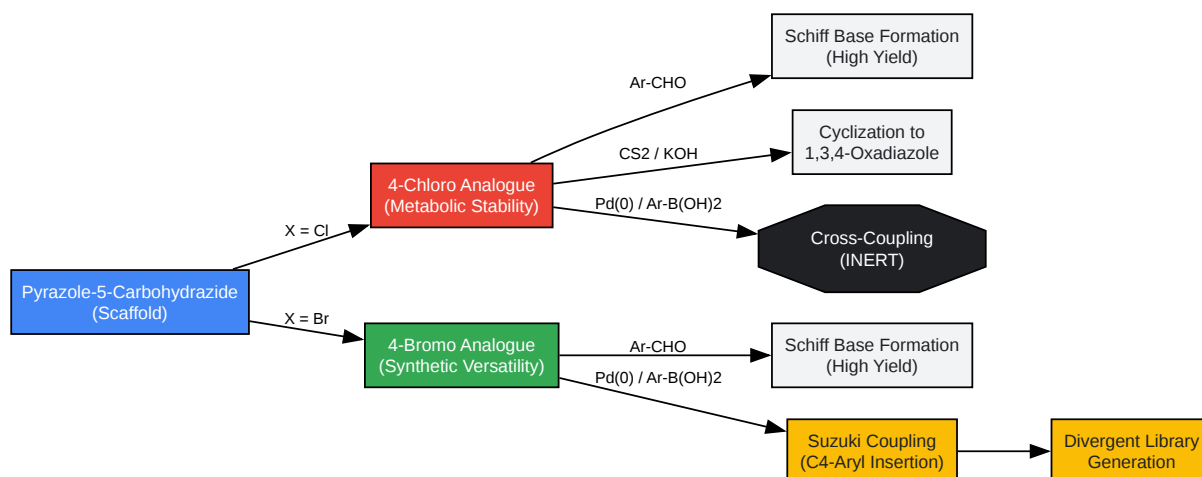 Schiff Base Formation
(High Yield)
Ar-CHO
Cyclization to
1,3,4-Oxadiazole
CS2 / KOH
4-Chloro Analogue
(Metabolic Stability)
Pd(0) / Ar-B(OH)2
Cross-Coupling
(INERT)
X = Cl
Pyrazole-5-Carbohydrazide
(Scaffold)
X = Br
4-Bromo Analogue
(Synthetic Versatility)
Ar-CHO
Schiff Base Formation
(High Yield)
Pd(0) / Ar-B(OH)2
Suzuki Coupling
(C4-Aryl Insertion)
Divergent Library
Generation